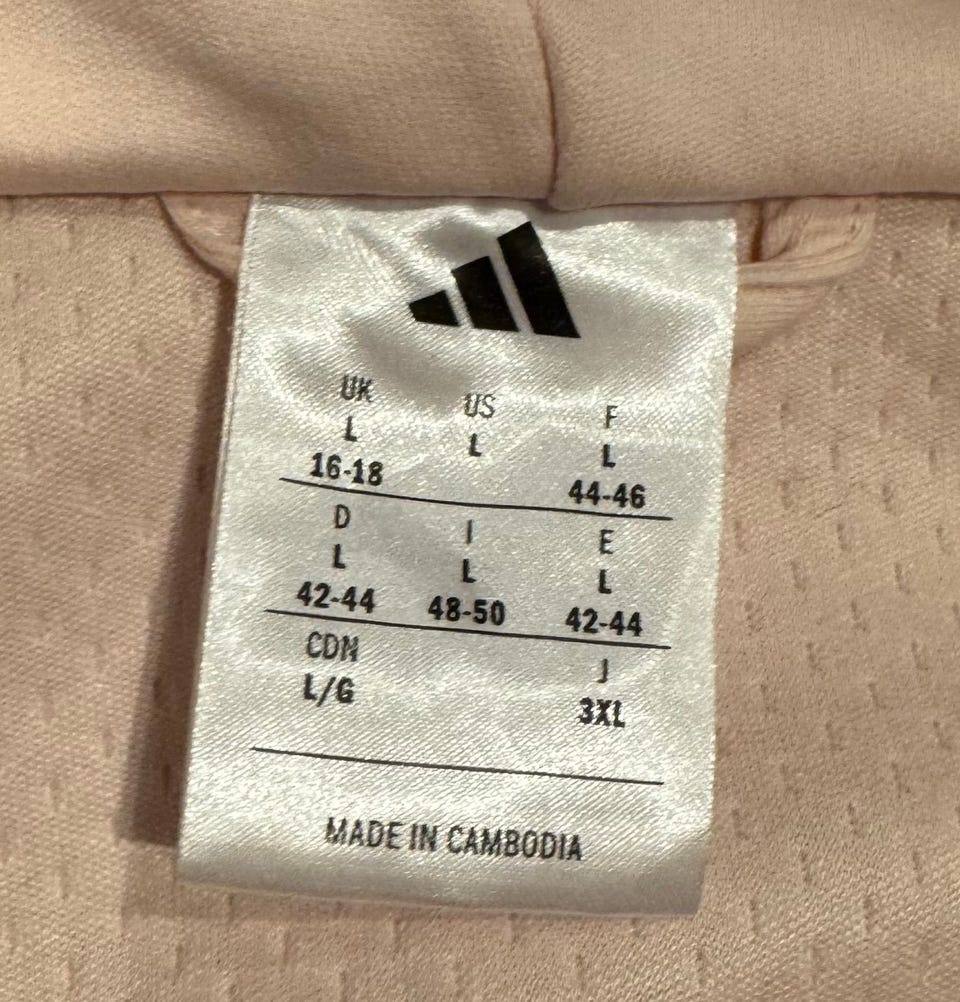 UK US F
L L L
16-18 44-46
D I E
L L L
42-44 48-50 42-44
CDN J
L/G 3XL
MADE IN CAMBODIA